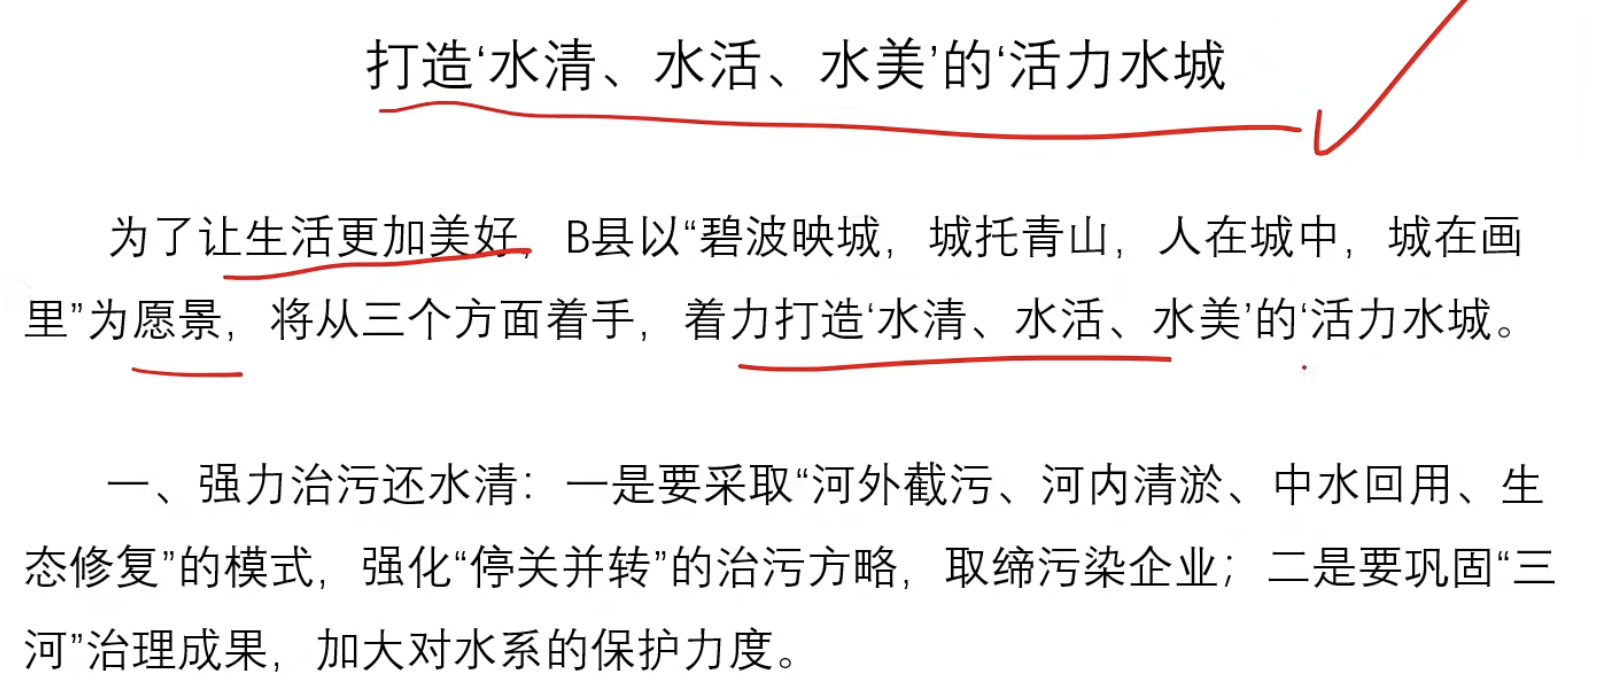 打造‘水清、水活、水美’的‘活力水城
为了让生活更加美好，B县以“碧波映城，城托青山，人在城中，城在画
里”为愿景，将从三个方面着手，着力打造‘水清、水活、水美’的‘活力水城。
一、强力治污还水清：一是要采取“河外截污、河内清淤、中水回用、生
态修复”的模式，强化“停关并转”的治污方略，取缔污染企业；二是要巩固“三
河”治理成果，加大对水系的保护力度。